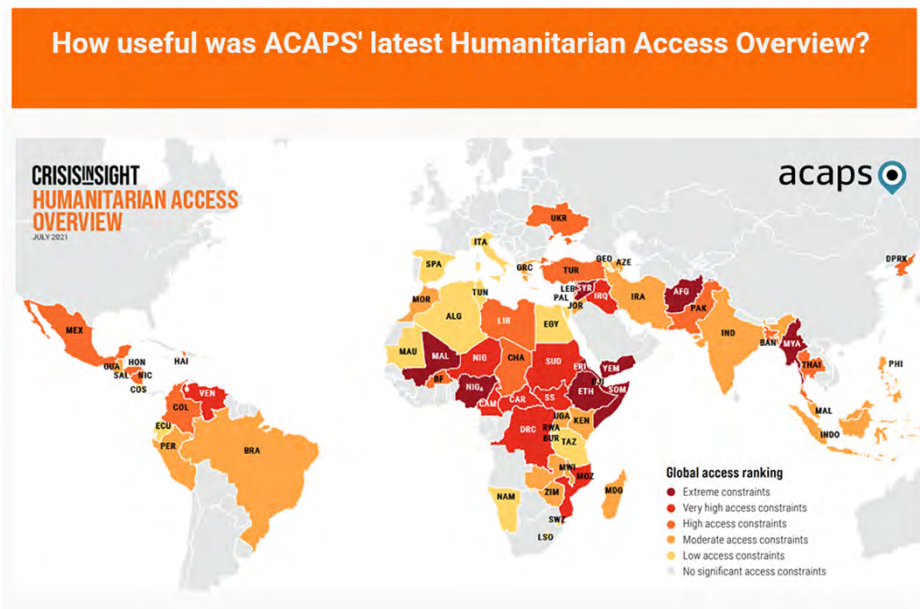 How useful was ACAPS' latest Humanitarian Access Overview?
CRISISINSIGHT
HUMANITARIAN ACCESS
OVERVIEW
JULY 2021
acaps
UKR
ITA
SPA
GRC
TUR
GEO AZE
DPRK
TUN
LEB SYR
PAL
JOR
IRQ
IRA
AFG
PAK
MOR
ALG
LIB
EGY
IND
BAN
MYA
THAI
PHI
MEX
GUA
HON
SAL
NIC
COS
HAI
MAU
MAL
NIG
CHA
SUD
ERI
YEM
DJI
BF
NIG
CAM
CAR
SS
ETH
SOM
VEN
COL
ECU
PER
BRA
DRC
UGA
KEN
RWA
BUR
TAZ
MAL
INDO
MWI
MOZ
ZIM
MDG
NAM
SWZ
LSO
Global access ranking
Extreme constraints
Very high access constraints
High access constraints
Moderate access constraints
Low access constraints
No significant access constraints